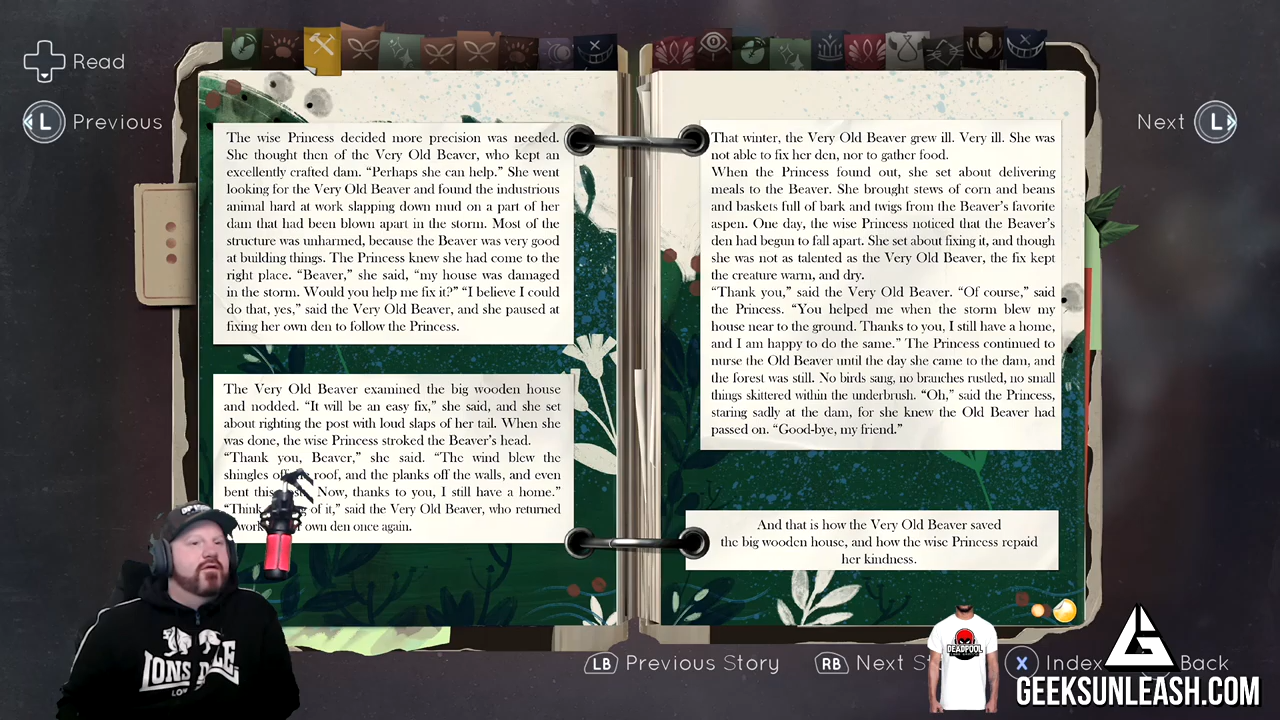 Read
Previous
Next
The wise Princess decided more precision was needed.
She thought then of the Very Old Beaver, who kept an
excellently crafted dam. “Perhaps she can help.” She went
looking for the Very Old Beaver and found the industrious
animal hard at work slapping down mud on a part of her
dam that had been blown apart in the storm. Most of the
structure was unharmed, because the Beaver was very good
at building things. The Princess knew she had come to the
right place. “Beaver,” she said, “my house was damaged
in the storm. Would you help me fix it?” “I believe I could
do that, yes,” said the Very Old Beaver, and she paused at
fixing her own den to follow the Princess.
The Very Old Beaver examined the big wooden house
and nodded. “It will be an easy fix,” she said, and she set
about righting the post with loud slaps of her tail. When she
was done, the wise Princess stroked the Beaver’s head.
“Thank you, Beaver,” she said. “The wind blew the
shingles off roof, and the planks off the walls, and even
bent this Now, thanks to you, I still have a home.”
“Think of it,” said the Very Old Beaver, who returned
own den once again.
That winter, the Very Old Beaver grew ill. Very ill. She was
not able to fix her den, nor to gather food.
When the Princess found out, she set about delivering
meals to the Beaver. She brought stews of corn and beans
and baskets full of bark and twigs from the Beaver’s favorite
aspen. One day, the wise Princess noticed that the Beaver’s
den had begun to fall apart. She set about fixing it, and though
she was not as talented as the Very Old Beaver, the fix kept
the creature warm, and dry.
“Thank you,” said the Very Old Beaver. “Of course,” said
the Princess. “You helped me when the storm blew my
house near to the ground. Thanks to you, I still have a home,
and I am happy to do the same.” The Princess continued to
nurse the Old Beaver until the day she came to the dam, and
the forest was still. No birds sang, no branches rustled, no small
things skittered within the underbrush. “Oh,” said the Princess,
staring sadly at the dam, for she knew the Old Beaver had
passed on. “Good-bye, my friend.”
And that is how the Very Old Beaver saved
the big wooden house, and how the wise Princess repaid
her kindness.
LB Previous Story
RB Next
X Index
Back
DEADPOOL
GEEKSUNLEASH.COM